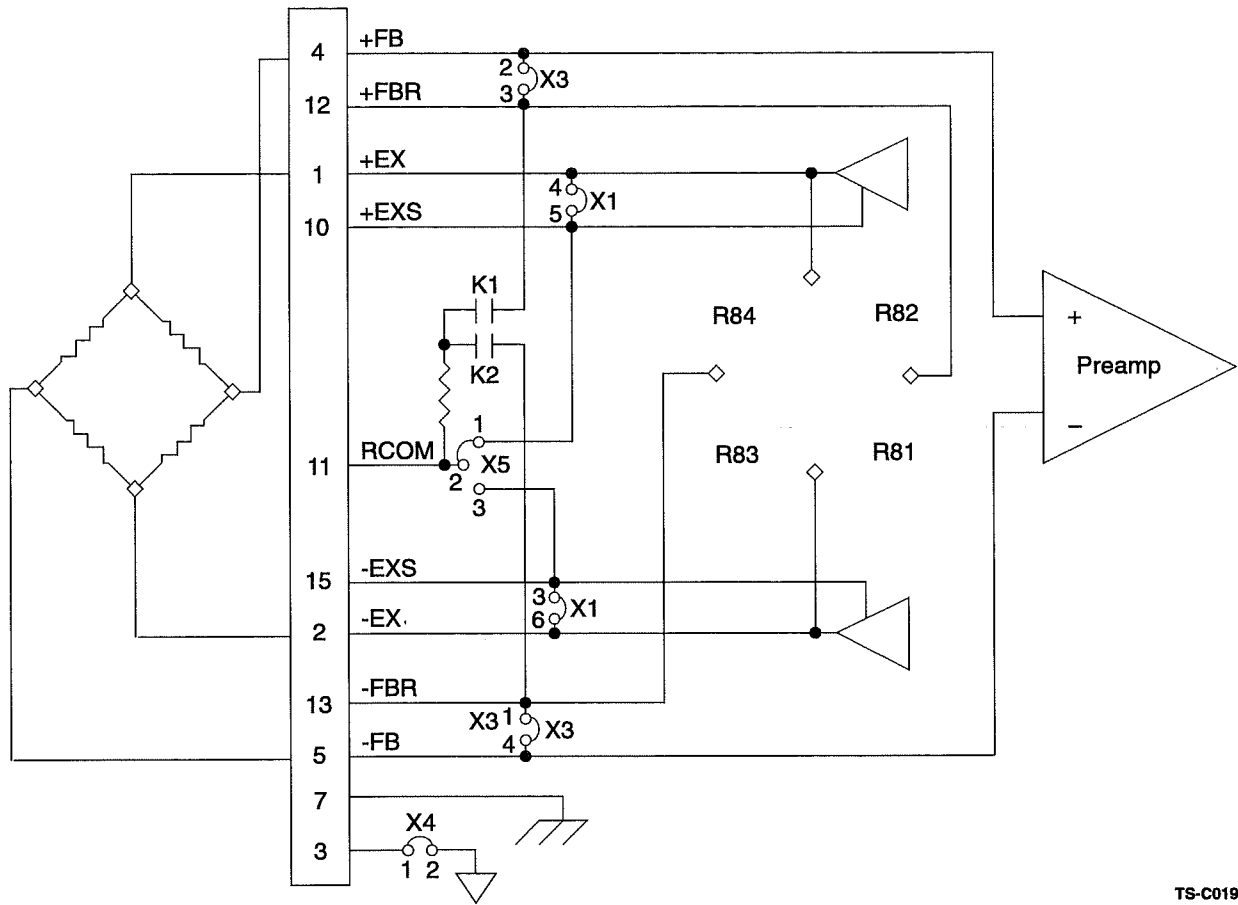 4 +FB
2 X3
3
12 +FBR
1 +EX
4 X1
5
10 +EXS
K1
K2
R84 R82
+
Preamp
−
1
11 RCOM
2 X5
3
R83 R81
15 -EXS
3 X1
6
2 -EX.
13 -FBR
X3 1 X3
4
5 -FB
7
X4
3
1 2
TS-C019